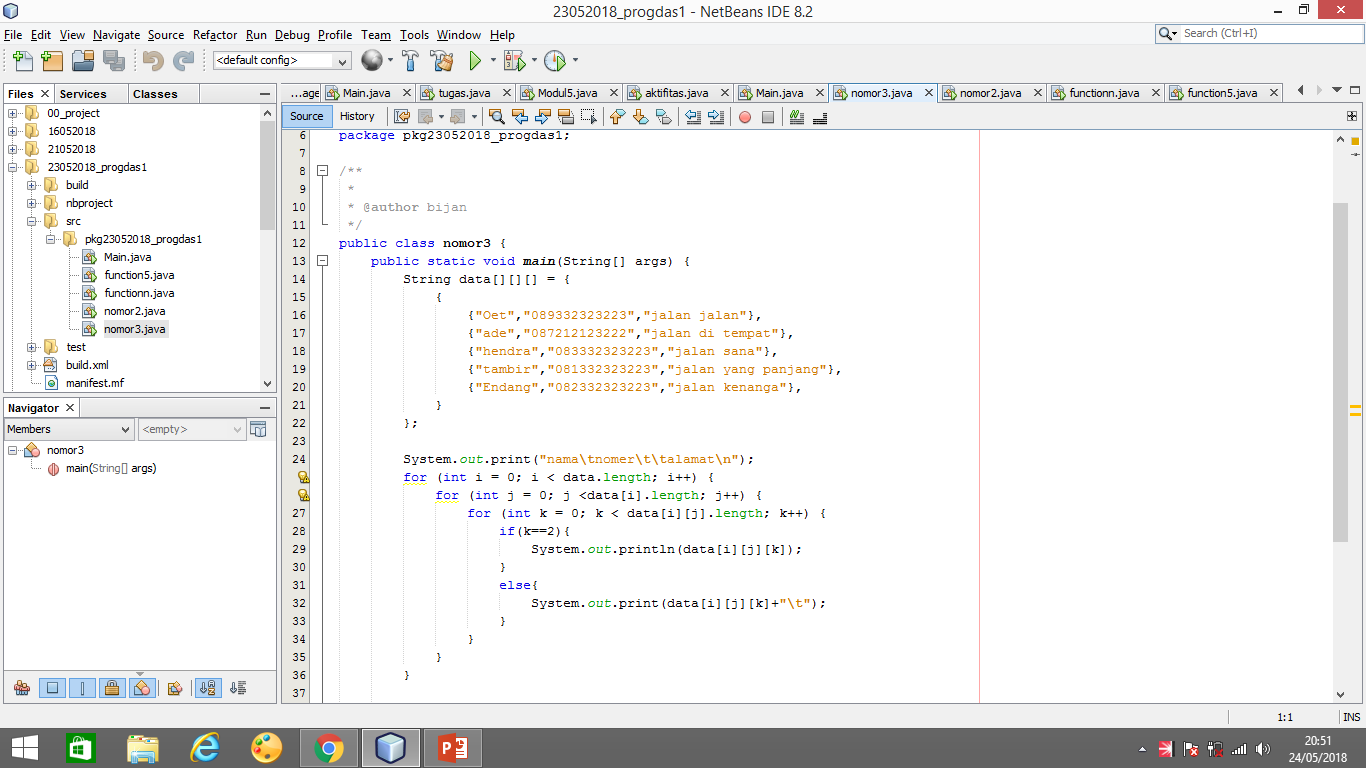 23052018_progdas1 - NetBeans IDE 8.2
File Edit View Navigate Source Refactor Run Debug Profile Team Tools Window Help
Search (Ctrl+I)
<default config>
Files Services Classes
...age Main.java tugas.java Modul5.java aktifitas.java Main.java nomor3.java nomor2.java functionn.java function5.java
Source History
00_project
16052018
21052018
23052018_progdas1
build
nbproject
src
pkg23052018_progdas1
Main.java
function5.java
functionn.java
nomor2.java
nomor3.java
test
build.xml
manifest.mf
Navigator
Members <empty>
nomor3
main(String[] args)
6 package pkg23052018_progdas1;
7
8 /**
9 *
10 * @author bijan
11 */
12 public class nomor3 {
13 public static void main(String[] args) {
14 String data[][][] = {
15 {
16 {"Oet","089332323223","jalan jalan"},
17 {"ade","087212123222","jalan di tempat"},
18 {"hendra","083332323223","jalan sana"},
19 {"tambir","081332323223","jalan yang panjang"},
20 {"Endang","082332323223","jalan kenanga"},
21 }
22 };
23
24 System.out.print("nama\tnomer\t\talamat\n");
for (int i = 0; i < data.length; i++) {
for (int j = 0; j <data[i].length; j++) {
27 for (int k = 0; k < data[i][j].length; k++) {
28 if(k==2){
29 System.out.println(data[i][j][k]);
30 }
31 else{
32 System.out.print(data[i][j][k]+"\t");
33 }
34 }
35 }
36 }
37
1:1 INS
20:51
24/05/2018